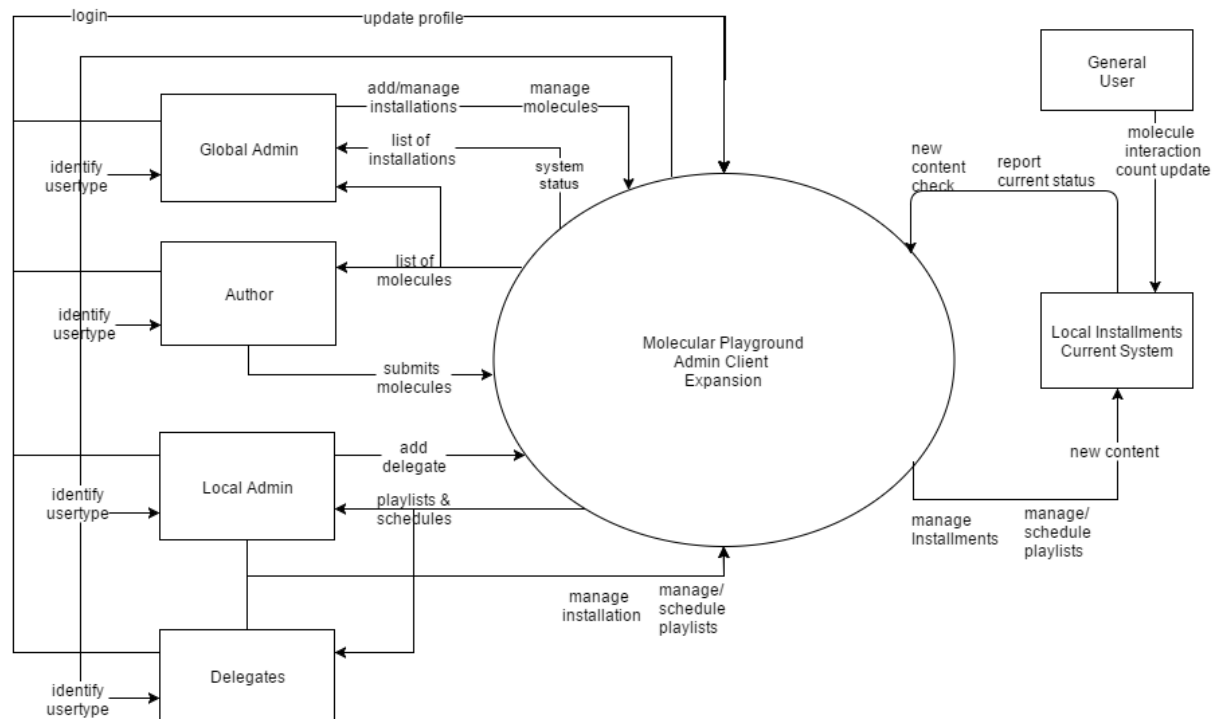 login
update profile
General
User
add/manage
installations
manage
molecules
Global Admin
list of
installations
system
status
identify
usertype
molecule
interaction
count update
new
content
check
report
current status
Author
list of
molecules
identify
usertype
Local Installments
Current System
Molecular Playground
Admin Client
Expansion
submits
molecules
add
delegate
Local Admin
new content
identify
usertype
playlists &
schedules
manage
Installments
manage/
schedule
playlists
manage
installation
manage/
schedule
playlists
Delegates
identify
usertype